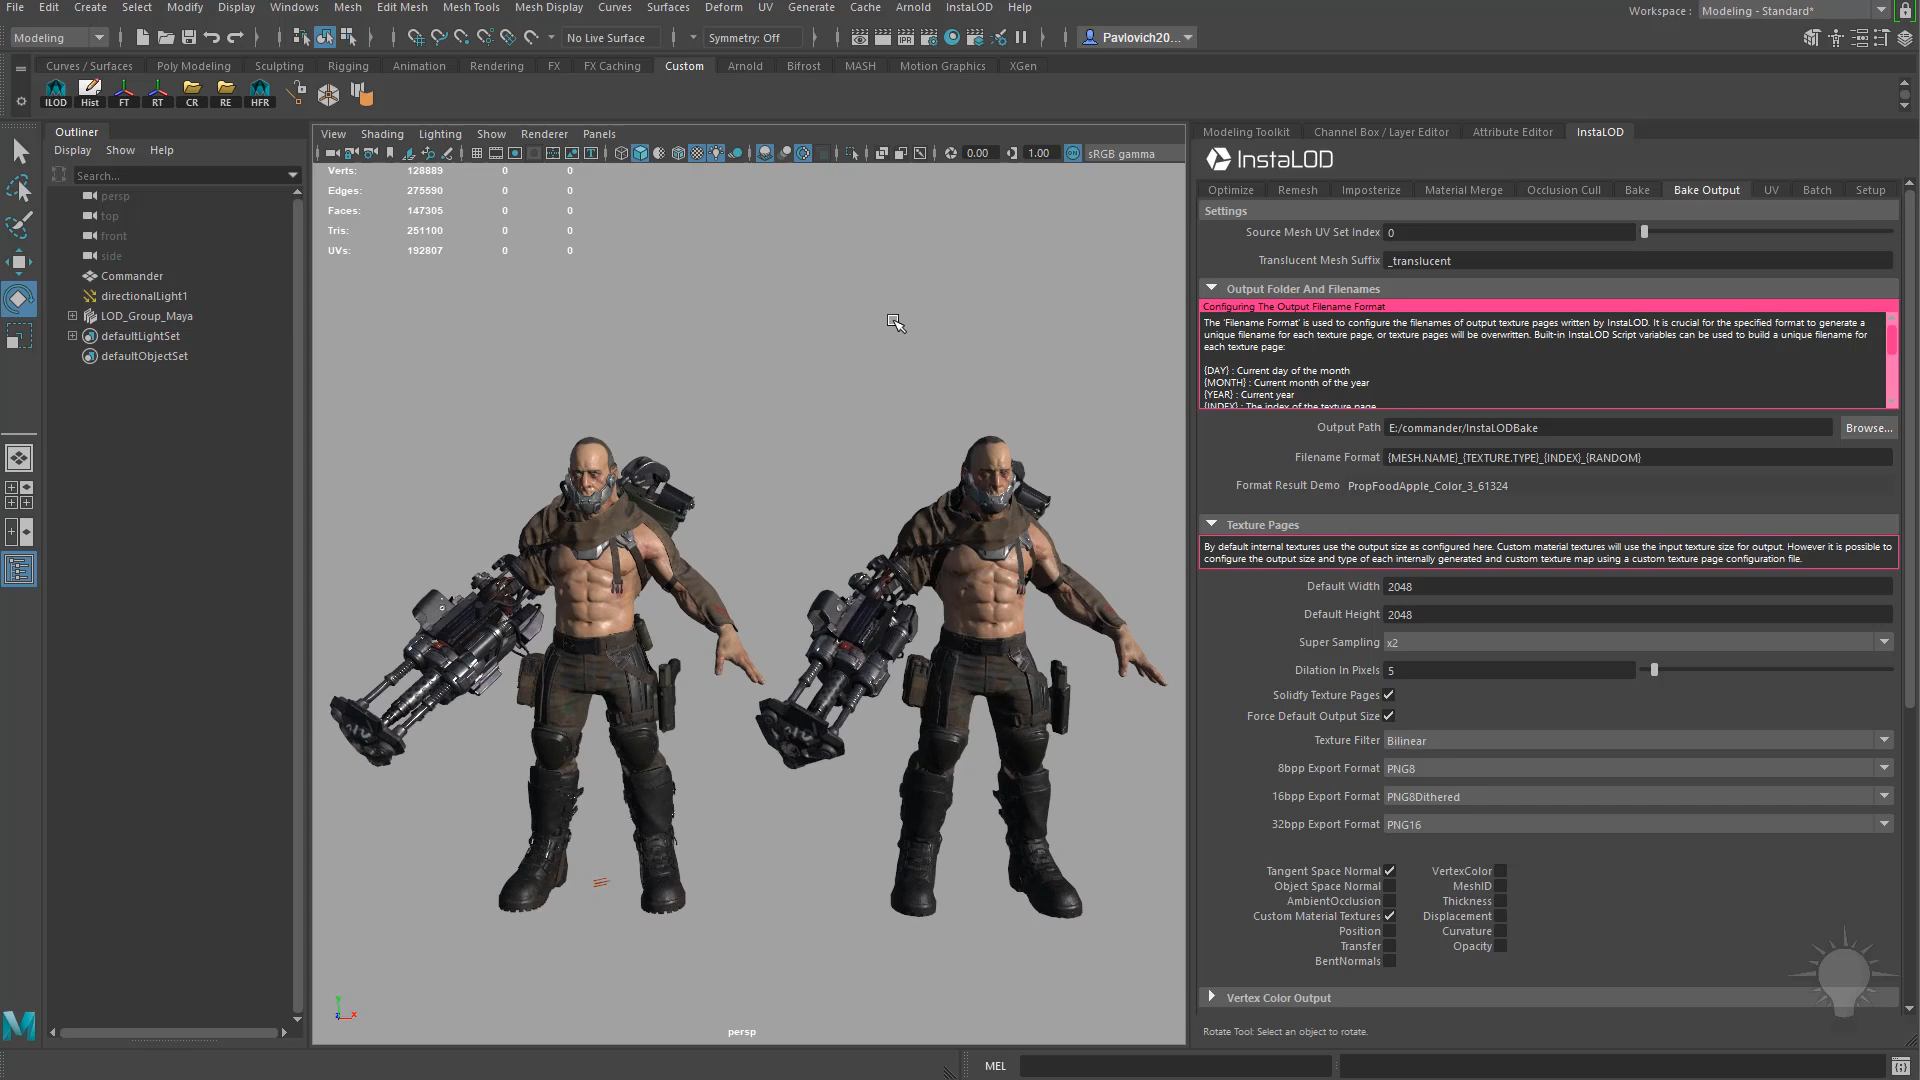 File Edit Create Select Modify Display Windows Mesh Edit Mesh Mesh Tools Mesh Display Curves Surfaces Deform UV Generate Cache Arnold InstaLOD Help
Workspace : Modeling - Standard*
Modeling No Live Surface Symmetry: Off Pavlovich20...
Curves / Surfaces Poly Modeling Sculpting Rigging Animation Rendering FX FX Caching Custom Arnold Bifrost MASH Motion Graphics XGen
ILOD Hist FT RT CR RE HFR
Outliner
Display Show Help
Search...
persp
top
front
side
Commander
directionalLight1
LOD_Group_Maya
defaultLightSet
defaultObjectSet
View Shading Lighting Show Renderer Panels
0.00 1.00 sRGB gamma
Verts: 128889 0 0
Edges: 275590 0 0
Faces: 147305 0 0
Tris: 251100 0 0
UVs: 192807 0 0
persp
Modeling Toolkit Channel Box / Layer Editor Attribute Editor InstaLOD
InstaLOD
Optimize Remesh Imposterize Material Merge Occlusion Cull Bake Bake Output UV Batch Setup
Settings
Source Mesh UV Set Index 0
Translucent Mesh Suffix _translucent
Output Folder And Filenames
Configuring The Output Filename Format
The 'Filename Format' is used to configure the filenames of output texture pages written by InstaLOD. It is crucial for the specified format to generate a
unique filename for each texture page, or texture pages will be overwritten. Built-in InstaLOD Script variables can be used to build a unique filename for
each texture page:
{DAY} : Current day of the month
{MONTH} : Current month of the year
{YEAR} : Current year
{INDEX} : The index of the texture page
Output Path E:/commander/InstaLODBake Browse...
Filename Format {MESH.NAME}_{TEXTURE.TYPE}_{INDEX}_{RANDOM}
Format Result Demo PropFoodApple_Color_3_61324
Texture Pages
By default internal textures use the output size as configured here. Custom material textures will use the input texture size for output. However it is possible to
configure the output size and type of each internally generated and custom texture map using a custom texture page configuration file.
Default Width 2048
Default Height 2048
Super Sampling x2
Dilation In Pixels 5
Solidfy Texture Pages
Force Default Output Size
Texture Filter Bilinear
8bpp Export Format PNG8
16bpp Export Format PNG8Dithered
32bpp Export Format PNG16
Tangent Space Normal VertexColor
Object Space Normal MeshID
AmbientOcclusion Thickness
Custom Material Textures Displacement
Position Curvature
Transfer Opacity
BentNormals
Vertex Color Output
Rotate Tool: Select an object to rotate.
MEL